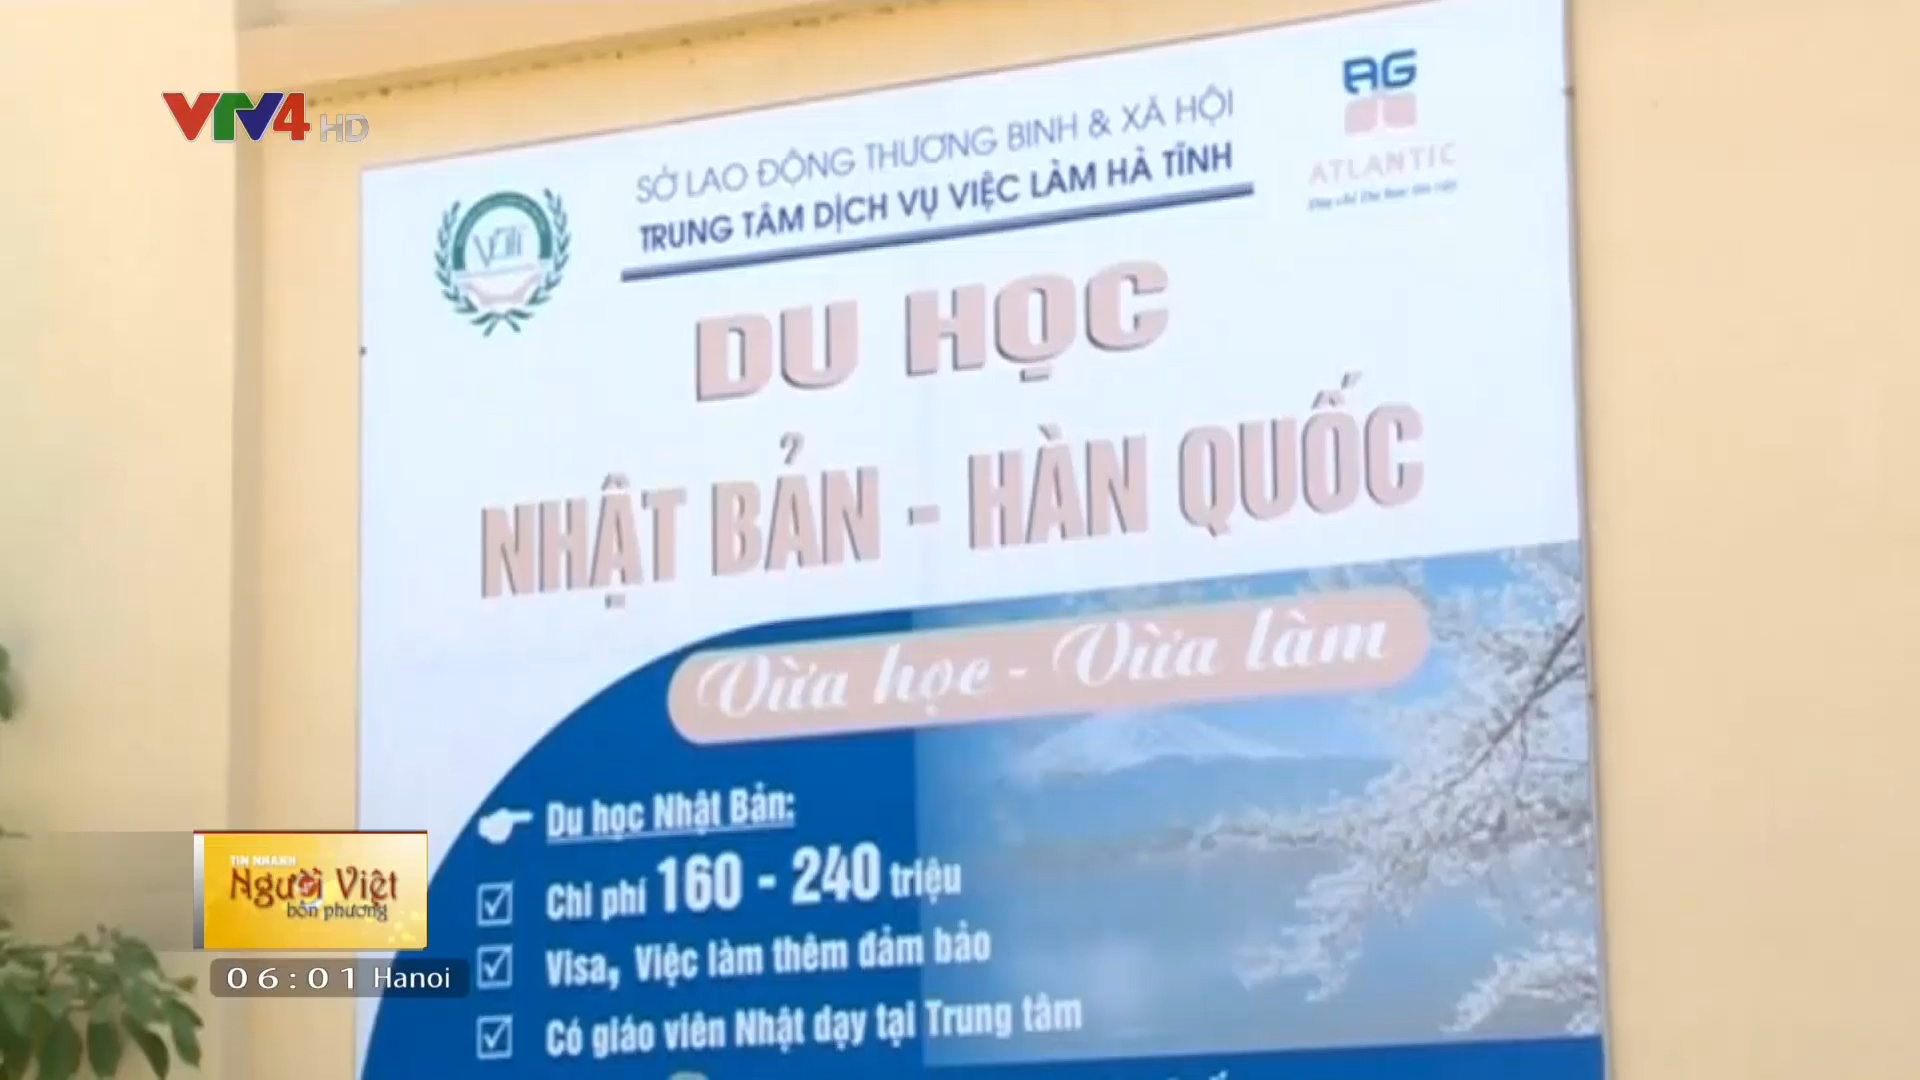 VTV4 HD
SỞ LAO ĐỘNG THƯƠNG BINH & XÃ HỘI
TRUNG TÂM DỊCH VỤ VIỆC LÀM HÀ TĨNH
AG
ATLANTIC
DU HỌC
NHẬT BẢN - HÀN QUỐC
Vừa học - Vừa làm
Du học Nhật Bản:
Chi phí 160 - 240 triệu
Visa, Việc làm thêm đảm bảo
Có giáo viên Nhật dạy tại Trung tâm
TIN NHANH
Người Việt
bốn phương
06:01 Hanoi